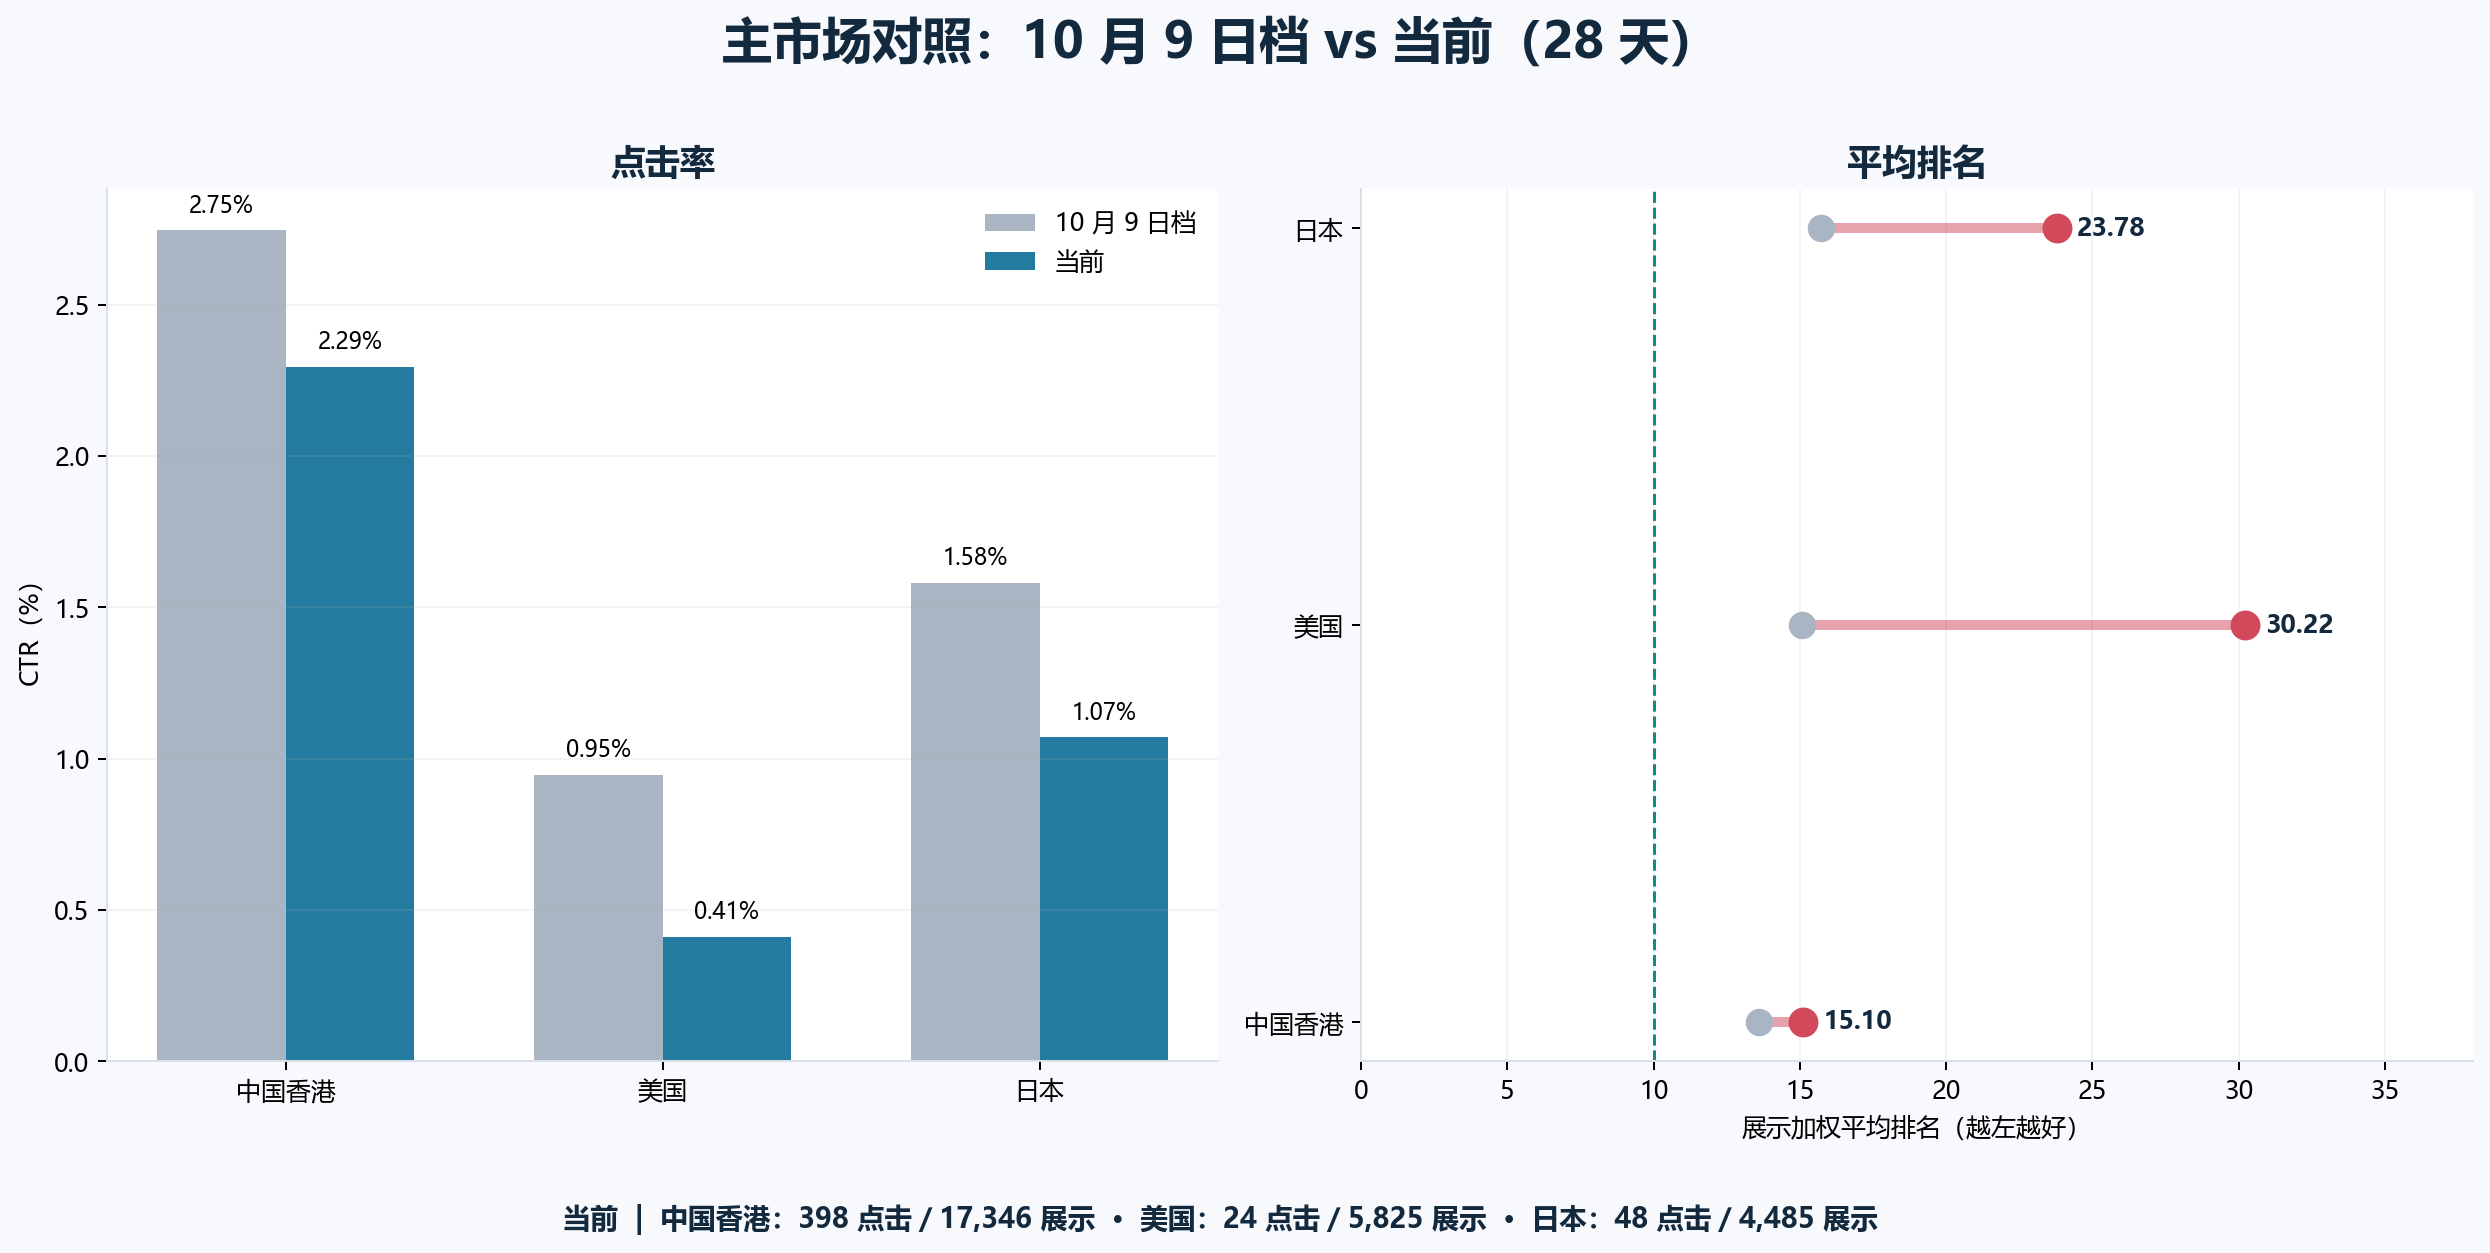 主市场对照：10 月 9 日档 vs 当前（28 天）
点击率
2.75%
2.29%
0.95%
0.41%
1.58%
1.07%
10 月 9 日档
当前
CTR（%）
2.5
2.0
1.5
1.0
0.5
0.0
中国香港
美国
日本
平均排名
日本
23.78
美国
30.22
中国香港
15.10
0
5
10
15
20
25
30
35
展示加权平均排名（越左越好）
当前 | 中国香港：398 点击 / 17,346 展示 • 美国：24 点击 / 5,825 展示 • 日本：48 点击 / 4,485 展示